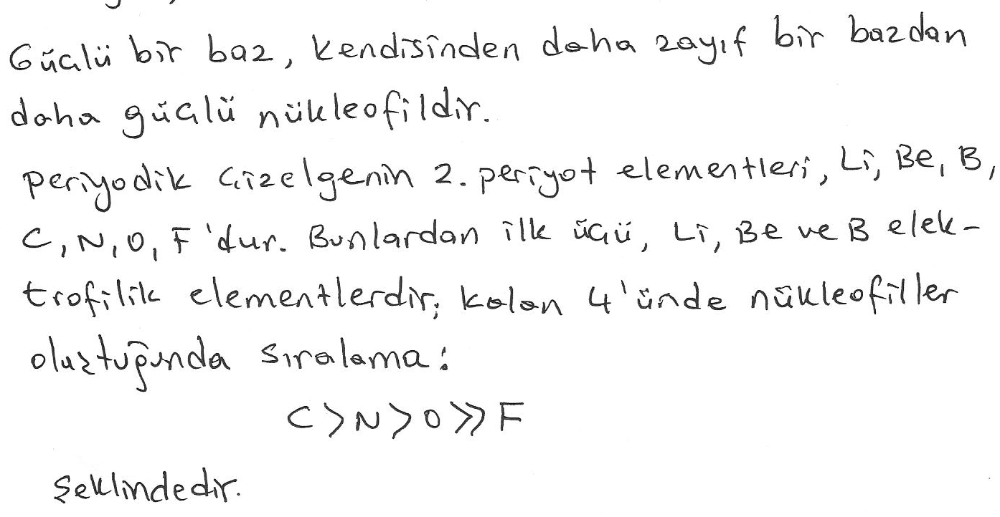 Güçlü bir baz, kendisinden daha zayıf bir bazdan
daha güçlü nükleofildir.
Periyodik çizelgenin 2. periyot elementleri, Li, Be, B,
C, N, O, F'dur. Bunlardan ilk üçü, Li, Be ve B elek-
trofilik elementlerdir; kalan 4'ünde nükleofiller
oluştuğunda sıralama:
C > N > O >> F
şeklindedir.